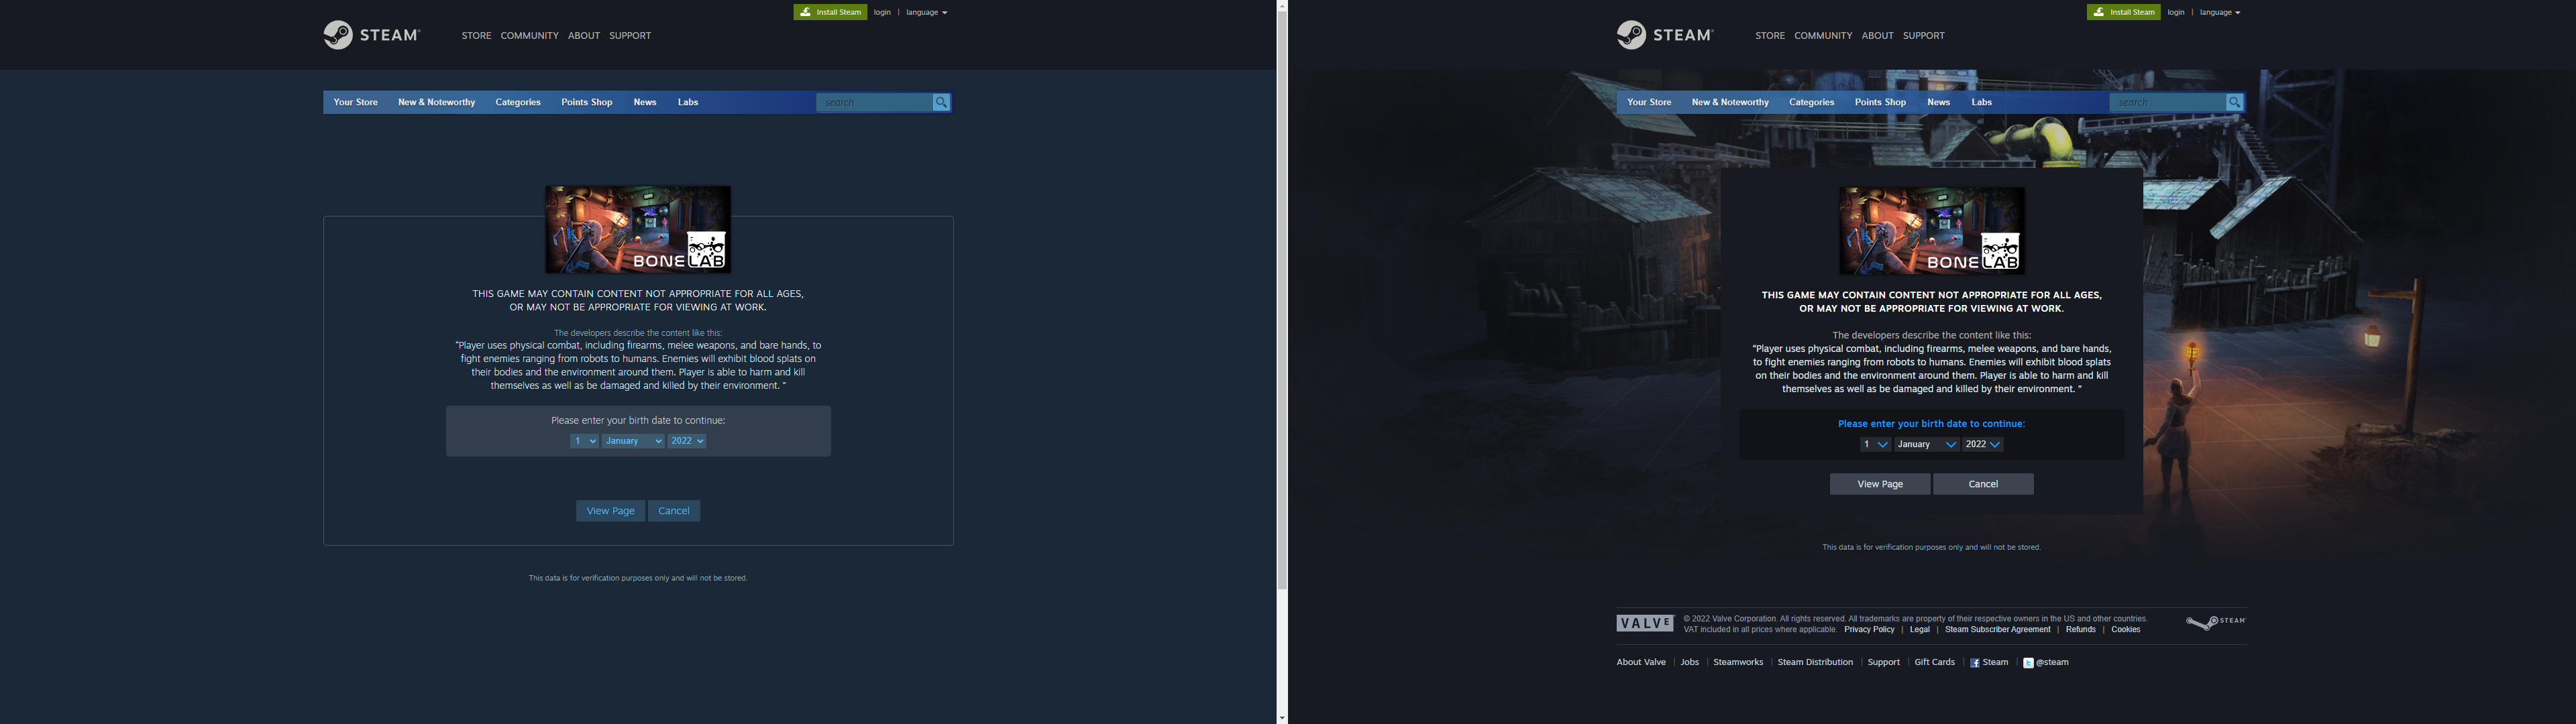 Install Steam login | language
STEAM®
STORE COMMUNITY ABOUT SUPPORT
Your Store New & Noteworthy Categories Points Shop News Labs search
BONELAB
THIS GAME MAY CONTAIN CONTENT NOT APPROPRIATE FOR ALL AGES,
OR MAY NOT BE APPROPRIATE FOR VIEWING AT WORK.
The developers describe the content like this:
“Player uses physical combat, including firearms, melee weapons, and bare hands, to
fight enemies ranging from robots to humans. Enemies will exhibit blood splats on
their bodies and the environment around them. Player is able to harm and kill
themselves as well as be damaged and killed by their environment. ”
Please enter your birth date to continue:
1 January 2022
View Page Cancel
This data is for verification purposes only and will not be stored.
Install Steam login | language
STEAM®
STORE COMMUNITY ABOUT SUPPORT
Your Store New & Noteworthy Categories Points Shop News Labs search
BONELAB
THIS GAME MAY CONTAIN CONTENT NOT APPROPRIATE FOR ALL AGES,
OR MAY NOT BE APPROPRIATE FOR VIEWING AT WORK.
The developers describe the content like this:
“Player uses physical combat, including firearms, melee weapons, and bare hands,
to fight enemies ranging from robots to humans. Enemies will exhibit blood splats
on their bodies and the environment around them. Player is able to harm and kill
themselves as well as be damaged and killed by their environment. ”
Please enter your birth date to continue:
1 January 2022
View Page Cancel
This data is for verification purposes only and will not be stored.
VALVE © 2022 Valve Corporation. All rights reserved. All trademarks are property of their respective owners in the US and other countries. STEAM
VAT included in all prices where applicable. Privacy Policy | Legal | Steam Subscriber Agreement | Refunds | Cookies
About Valve | Jobs | Steamworks | Steam Distribution | Support | Gift Cards | Steam | @steam